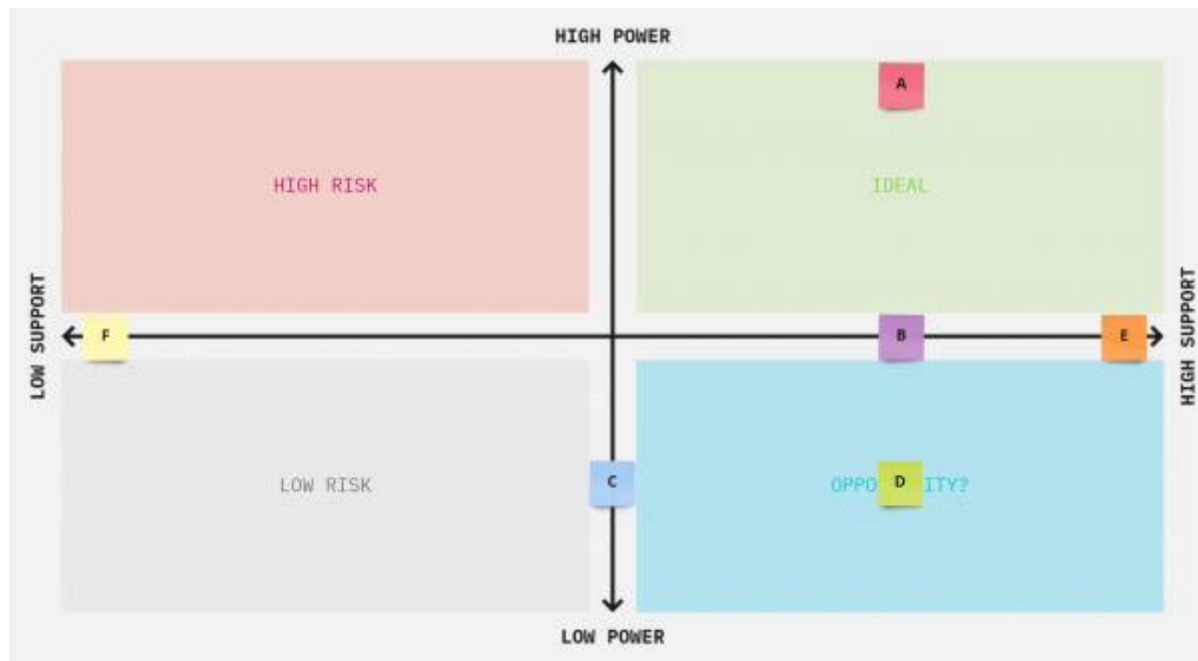 HIGH POWER
A
HIGH RISK
IDEAL
LOW SUPPORT
F
B
E
HIGH SUPPORT
LOW RISK
C
OPPO
D
ITY?
LOW POWER